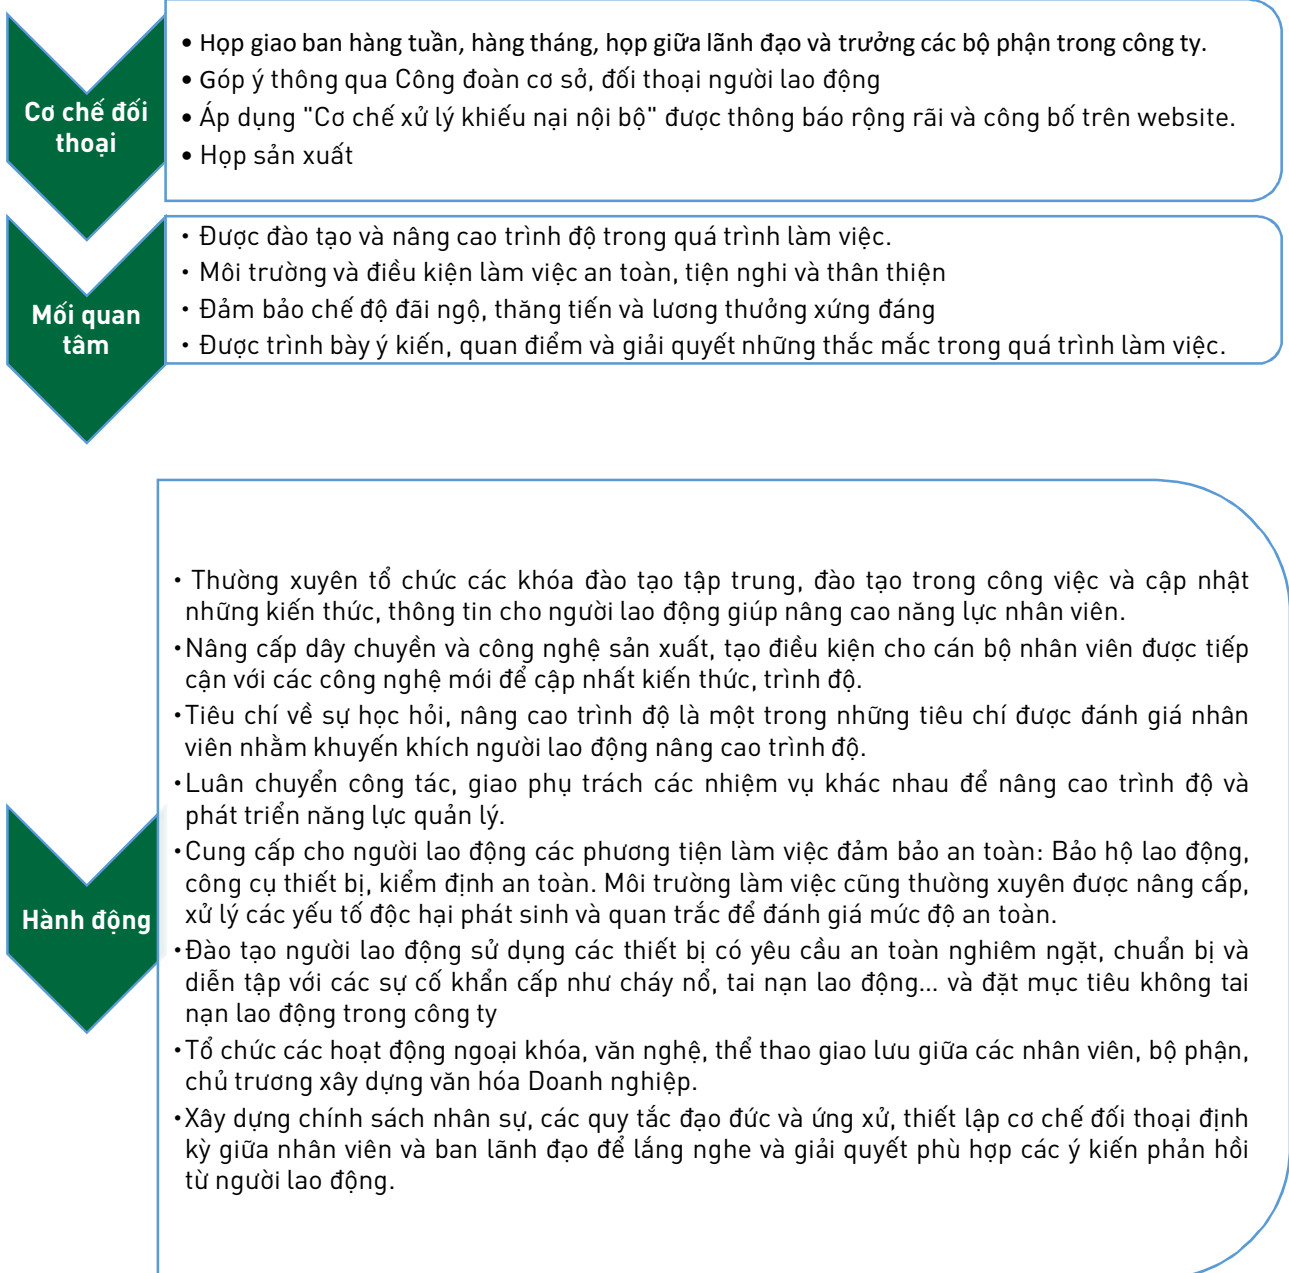 Cơ chế đối
thoại
• Họp giao ban hàng tuần, hàng tháng, họp giữa lãnh đạo và trưởng các bộ phận trong công ty.
• Góp ý thông qua Công đoàn cơ sở, đối thoại người lao động
• Áp dụng "Cơ chế xử lý khiếu nại nội bộ" được thông báo rộng rãi và công bố trên website.
• Họp sản xuất
Mối quan
tâm
• Được đào tạo và nâng cao trình độ trong quá trình làm việc.
• Môi trường và điều kiện làm việc an toàn, tiện nghi và thân thiện
• Đảm bảo chế độ đãi ngộ, thăng tiến và lương thưởng xứng đáng
• Được trình bày ý kiến, quan điểm và giải quyết những thắc mắc trong quá trình làm việc.
Hành động
• Thường xuyên tổ chức các khóa đào tạo tập trung, đào tạo trong công việc và cập nhật
những kiến thức, thông tin cho người lao động giúp nâng cao năng lực nhân viên.
•Nâng cấp dây chuyền và công nghệ sản xuất, tạo điều kiện cho cán bộ nhân viên được tiếp
cận với các công nghệ mới để cập nhất kiến thức, trình độ.
•Tiêu chí về sự học hỏi, nâng cao trình độ là một trong những tiêu chí được đánh giá nhân
viên nhằm khuyến khích người lao động nâng cao trình độ.
•Luân chuyển công tác, giao phụ trách các nhiệm vụ khác nhau để nâng cao trình độ và
phát triển năng lực quản lý.
•Cung cấp cho người lao động các phương tiện làm việc đảm bảo an toàn: Bảo hộ lao động,
công cụ thiết bị, kiểm định an toàn. Môi trường làm việc cũng thường xuyên được nâng cấp,
xử lý các yếu tố độc hại phát sinh và quan trắc để đánh giá mức độ an toàn.
•Đào tạo người lao động sử dụng các thiết bị có yêu cầu an toàn nghiêm ngặt, chuẩn bị và
diễn tập với các sự cố khẩn cấp như cháy nổ, tai nạn lao động... và đặt mục tiêu không tai
nạn lao động trong công ty
•Tổ chức các hoạt động ngoại khóa, văn nghệ, thể thao giao lưu giữa các nhân viên, bộ phận,
chủ trương xây dựng văn hóa Doanh nghiệp.
•Xây dựng chính sách nhân sự, các quy tắc đạo đức và ứng xử, thiết lập cơ chế đối thoại định
kỳ giữa nhân viên và ban lãnh đạo để lắng nghe và giải quyết phù hợp các ý kiến phản hồi
từ người lao động.